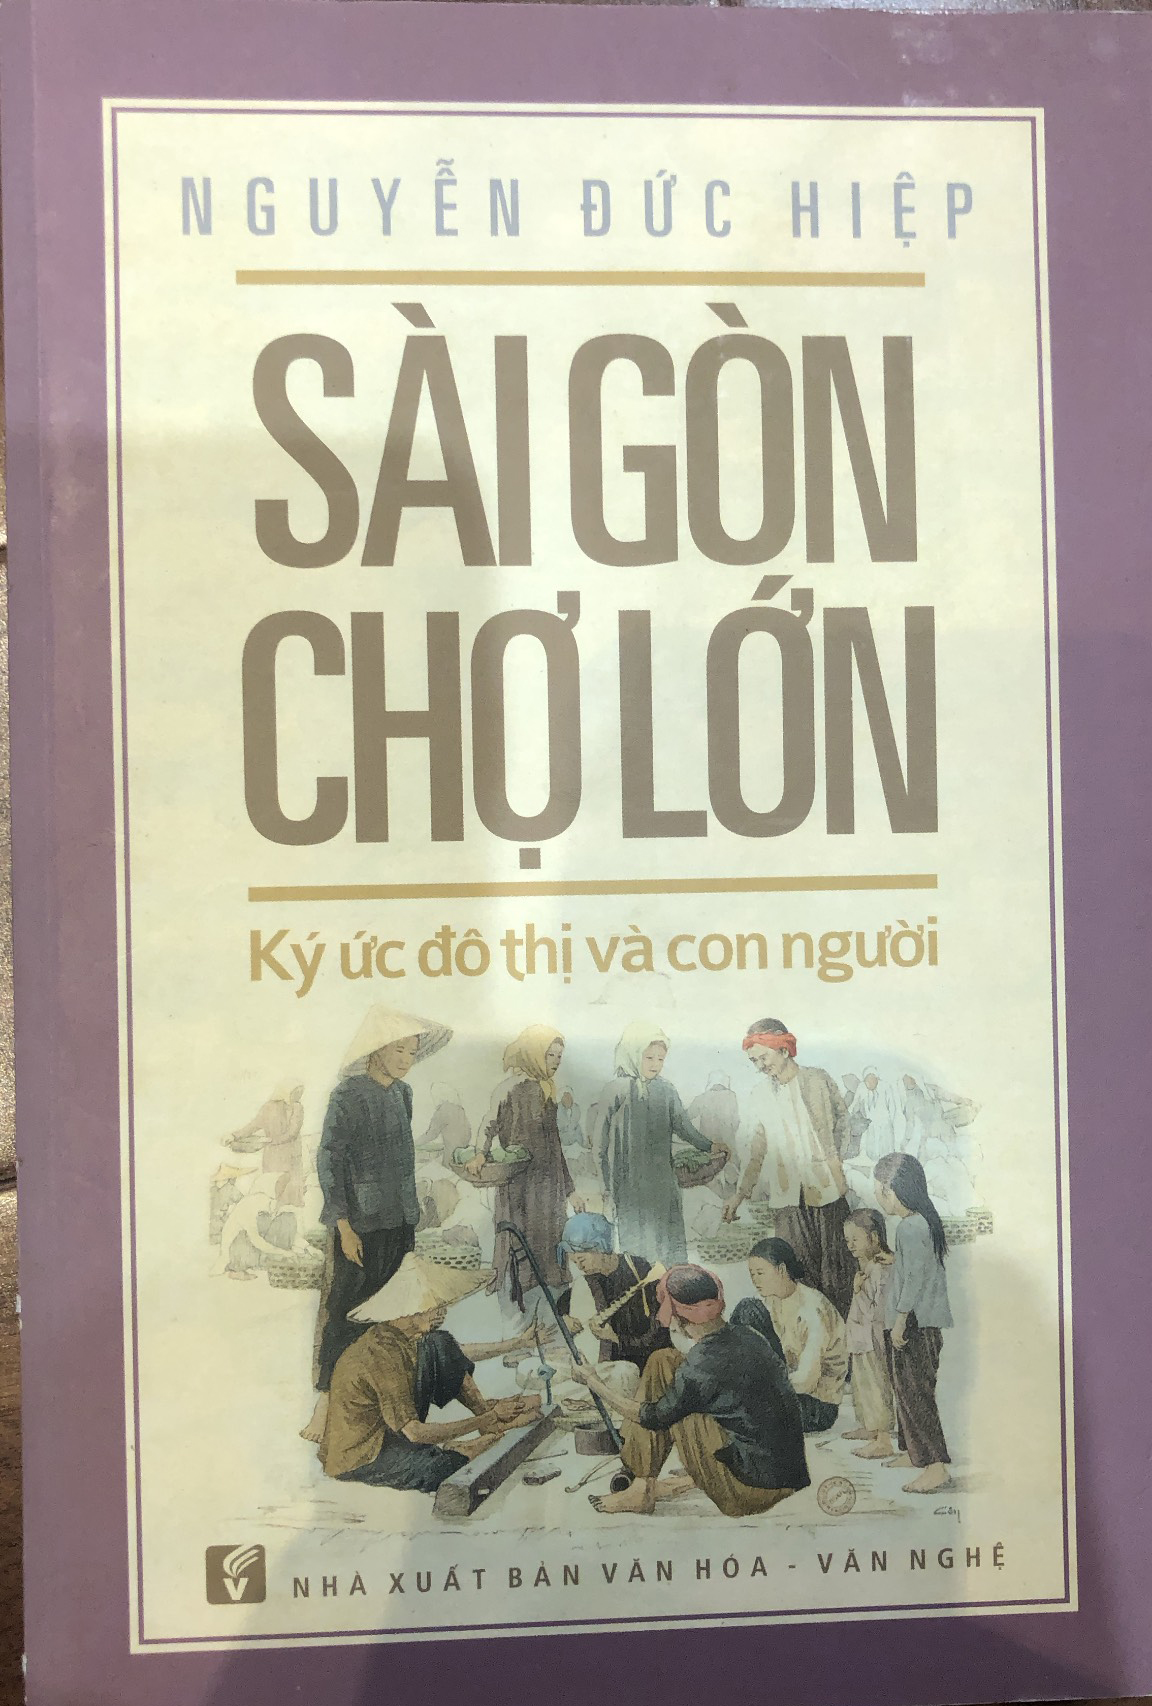 NGUYỄN ĐỨC HIỆP
SÀI GÒN
CHỢ LỚN
Ký ức đô thị và con người
NHÀ XUẤT BẢN VĂN HÓA - VĂN NGHỆ